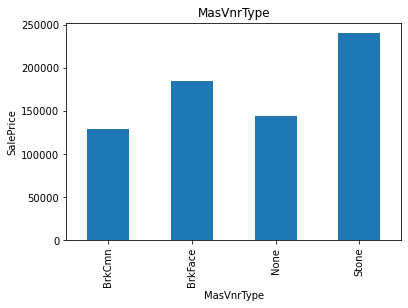 MasVnrType
250000
200000
150000
100000
50000
0
SalePrice
BrkCmn
BrkFace
None
Stone
MasVnrType